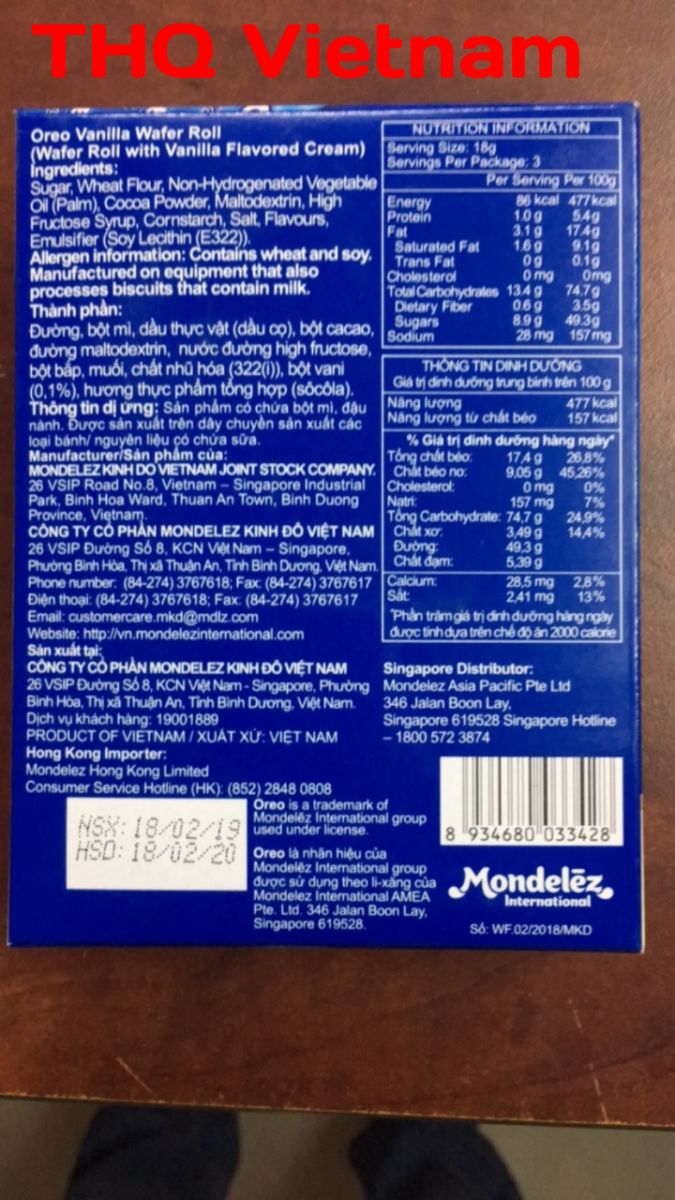 THQ Vietnam
Oreo Vanilla Wafer Roll
(Wafer Roll with Vanilla Flavored Cream)
Ingredients:
Sugar, Wheat Flour, Non-Hydrogenated Vegetable
Oil (Palm), Cocoa Powder, Maltodextrin, High
Fructose Syrup, Cornstarch, Salt, Flavours,
Emulsifier (Soy Lecithin (E322)).
Allergen information: Contains wheat and soy.
Manufactured on equipment that also
processes biscuits that contain milk.
Thành phần:
Đường, bột mì, dầu thực vật (dầu cọ), bột cacao,
đường maltodextrin, nước đường high fructose,
bột bắp, muối, chất nhũ hóa (322(i)), bột vani
(0,1%), hương thực phẩm tổng hợp (sôcôla).
Thông tin dị ứng: Sản phẩm có chứa bột mì, đậu
nành. Được sản xuất trên dây chuyền sản xuất các
loại bánh/ nguyên liệu có chứa sữa.
Manufacturer/Sản phẩm của:
MONDELEZ KINH DO VIETNAM JOINT STOCK COMPANY.
26 VSIP Road No.8, Vietnam – Singapore Industrial
Park, Binh Hoa Ward, Thuan An Town, Binh Duong
Province, Vietnam.
CÔNG TY CỔ PHẦN MONDELEZ KINH ĐÔ VIỆT NAM
26 VSIP Đường Số 8, KCN Việt Nam – Singapore,
Phường Bình Hòa, Thị xã Thuận An, Tỉnh Bình Dương, Việt Nam.
Phone number: (84-274) 3767618; Fax: (84-274) 3767617
Điện thoại: (84-274) 3767618; Fax: (84-274) 3767617
Email: customercare.mkd@mdlz.com
Website: http://vn.mondelezinternational.com
Sản xuất tại:
CÔNG TY CỔ PHẦN MONDELEZ KINH ĐÔ VIỆT NAM
26 VSIP Đường Số 8, KCN Việt Nam - Singapore, Phường
Bình Hòa, Thị xã Thuận An, Tỉnh Bình Dương, Việt Nam.
Dịch vụ khách hàng: 19001889
PRODUCT OF VIETNAM / XUẤT XỨ: VIỆT NAM
Hong Kong Importer:
Mondelez Hong Kong Limited
Consumer Service Hotline (HK): (852) 2848 0808
NSX: 18/02/19
HSD: 18/02/20
Oreo is a trademark of
Mondelēz International group
used under license.
Oreo là nhãn hiệu của
Mondelēz International group
được sử dụng theo li-xăng của
Mondelez International AMEA
Pte. Ltd. 346 Jalan Boon Lay,
Singapore 619528.
NUTRITION INFORMATION
Serving Size: 18g
Servings Per Package: 3
Per Serving Per 100g
Energy 86 kcal 477 kcal
Protein 1.0 g 5.4g
Fat 3.1 g 17.4g
Saturated Fat 1.6 g 9.1g
Trans Fat 0 g 0.1g
Cholesterol 0 mg 0mg
Total Carbohydrates 13.4 g 74.7g
Dietary Fiber 0.6 g 3.5g
Sugars 8.9 g 49.3g
Sodium 28 mg 157 mg
THÔNG TIN DINH DƯỠNG
Giá trị dinh dưỡng trung bình trên 100 g
Năng lượng 477 kcal
Năng lượng từ chất béo 157 kcal
% Giá trị dinh dưỡng hàng ngày*
Tổng chất béo: 17,4 g 26,8%
Chất béo no: 9,05 g 45,26%
Cholesterol: 0 mg 0%
Natri: 157 mg 7%
Tổng Carbohydrate: 74,7 g 24,9%
Chất xơ: 3,49 g 14,4%
Đường: 49,3 g
Chất đạm: 5,39 g
Calcium: 28,5 mg 2,8%
Sắt: 2,41 mg 13%
*Phần trăm giá trị dinh dưỡng hàng ngày
được tính dựa trên chế độ ăn 2000 calorie
Singapore Distributor:
Mondelez Asia Pacific Pte Ltd
346 Jalan Boon Lay,
Singapore 619528 Singapore Hotline
– 1800 572 3874
8 934680 033428
Mondelēz
International
Số: WF.02/2018/MKD